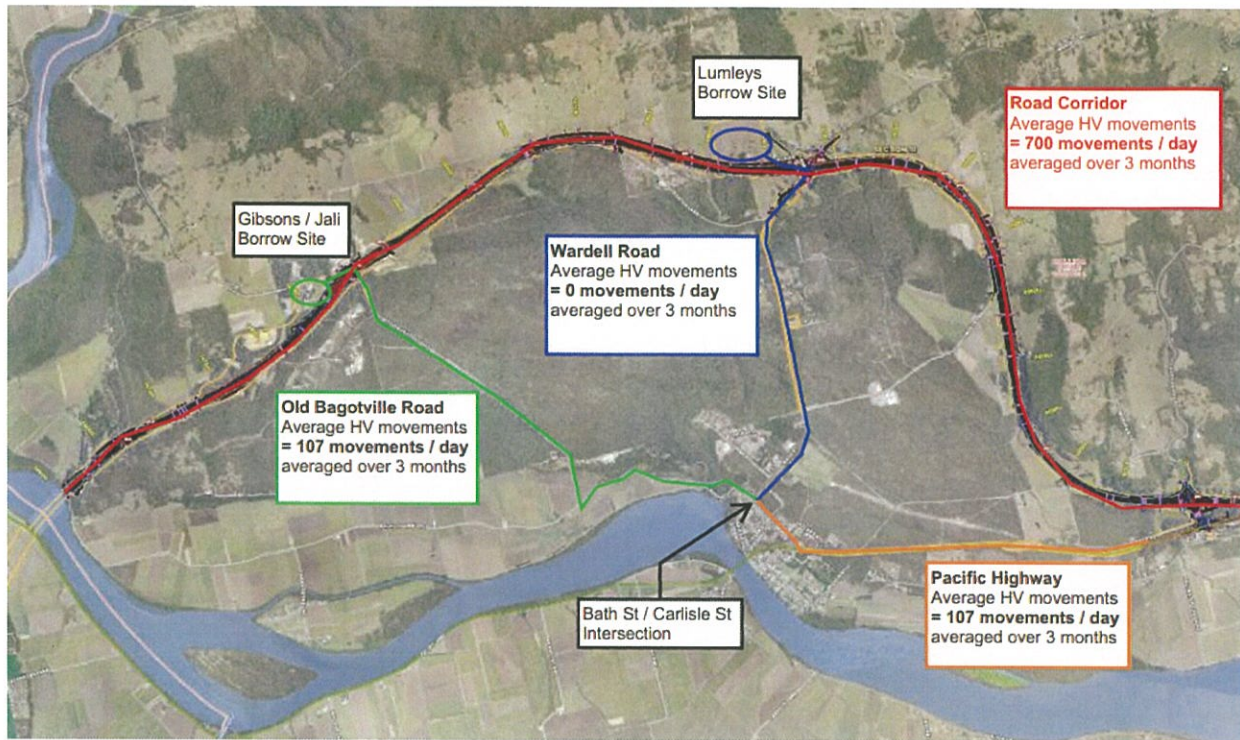 Lumleys
Borrow Site
Road Corridor
Average HV movements
= 700 movements / day
averaged over 3 months
Gibsons / Jali
Borrow Site
Wardell Road
Average HV movements
= 0 movements / day
averaged over 3 months
Old Bagotville Road
Average HV movements
= 107 movements / day
averaged over 3 months
Bath St / Carlisle St
Intersection
Pacific Highway
Average HV movements
= 107 movements / day
averaged over 3 months